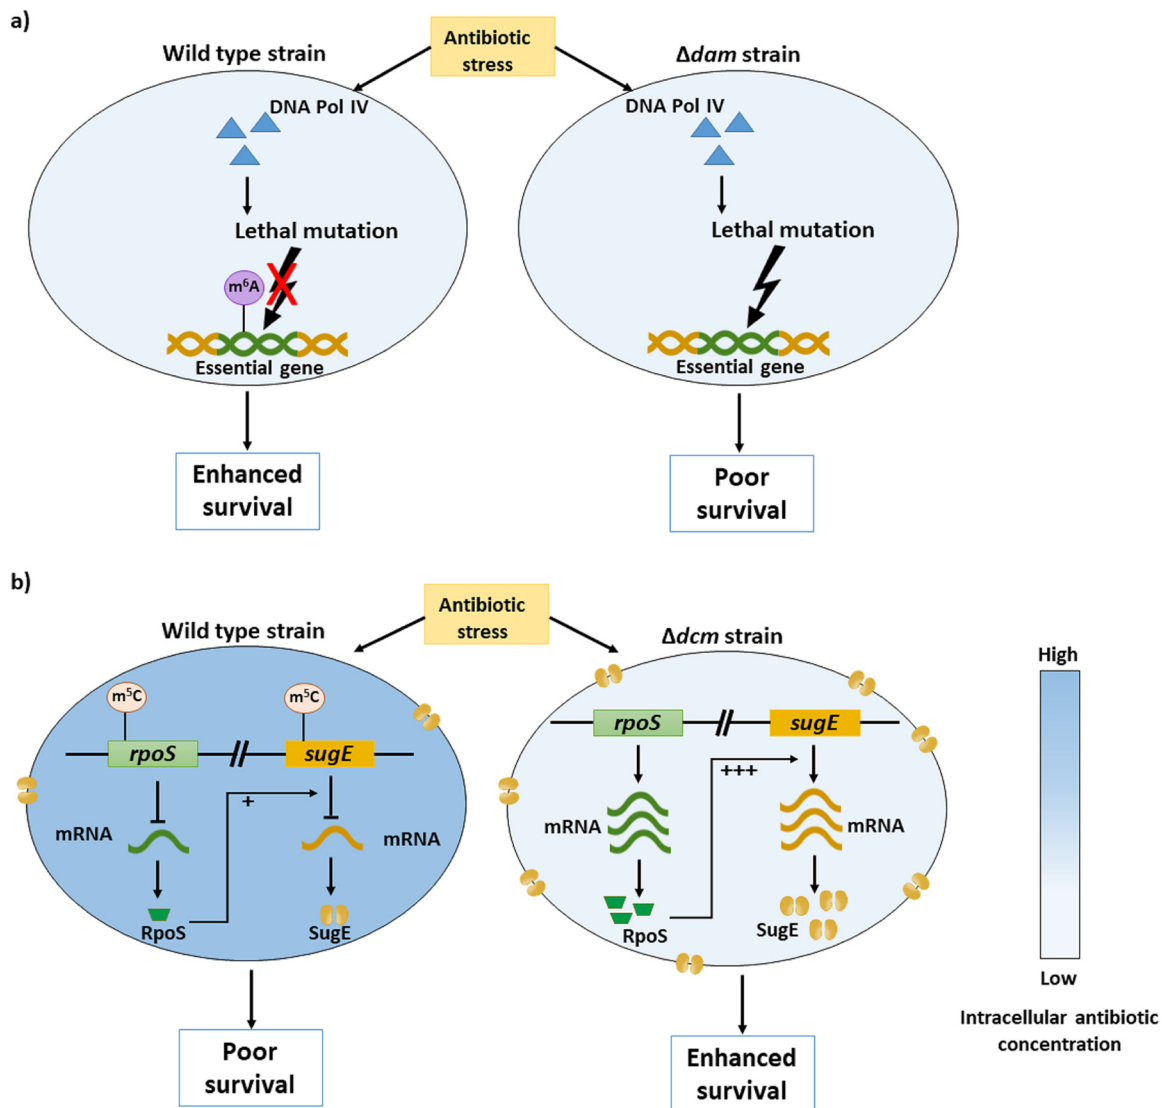 a)
Antibiotic
stress
Wild type strain
Δdam strain
DNA Pol IV
DNA Pol IV
Lethal mutation
Lethal mutation
m⁶A
Essential gene
Essential gene
Enhanced
survival
Poor
survival
b)
Antibiotic
stress
Wild type strain
Δdcm strain
High
m⁵C
m⁵C
rpoS
sugE
rpoS
sugE
+
+++
mRNA
mRNA
mRNA
mRNA
RpoS
SugE
RpoS
SugE
Low
Intracellular antibiotic
concentration
Poor
survival
Enhanced
survival